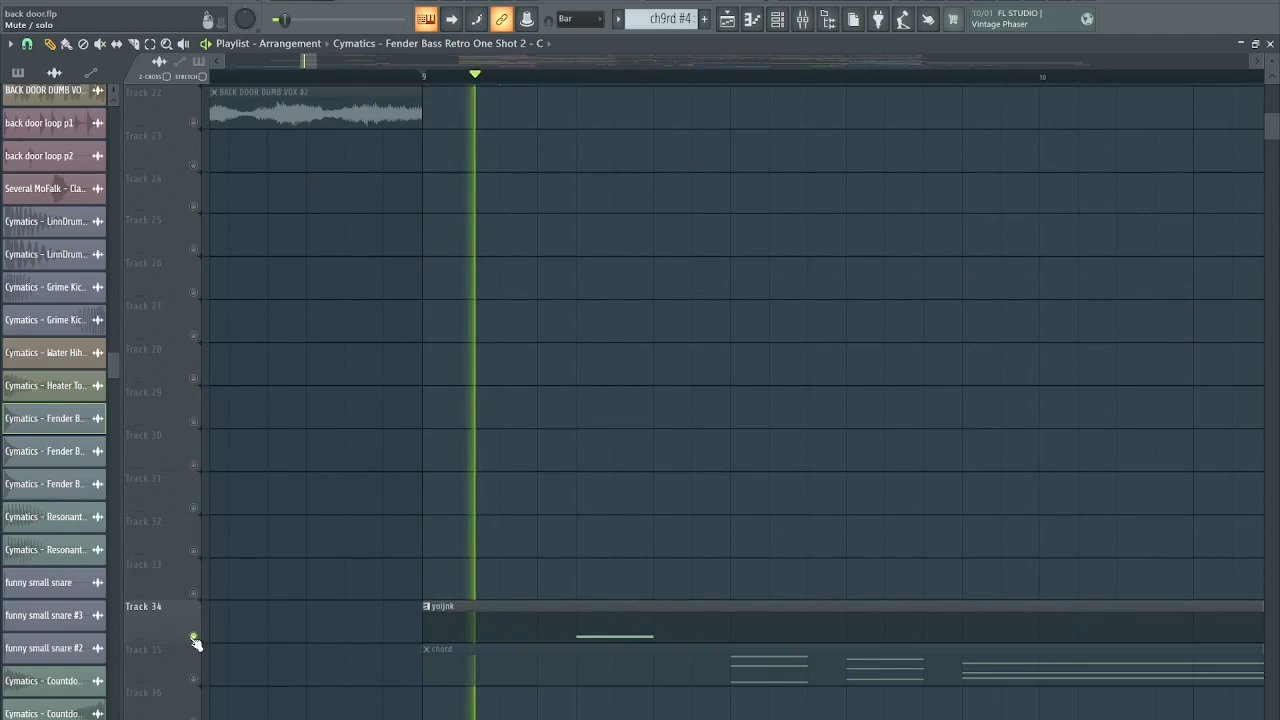 back door.flp
Mute / solo
Bar
ch9rd #4
10/01 FL STUDIO |
Vintage Phaser
Playlist - Arrangement › Cymatics - Fender Bass Retro One Shot 2 - C ›
Z-CROSS
STRETCH
9
10
BACK DOOR DUMB VO...
back door loop p1
back door loop p2
Several MoFalk - Cla..
Cymatics - LinnDrum..
Cymatics - LinnDrum..
Cymatics - Grime Kic..
Cymatics - Grime Kic..
Cymatics - Water Hih..
Cymatics - Heater To..
Cymatics - Fender B..
Cymatics - Fender B..
Cymatics - Fender B..
Cymatics - Resonant..
Cymatics - Resonant..
funny small snare
funny small snare #3
funny small snare #2
Cymatics - Countdo..
Cymatics - Countdo..
Track 22
Track 23
Track 24
Track 25
Track 26
Track 27
Track 28
Track 29
Track 30
Track 31
Track 32
Track 33
Track 34
Track 35
Track 36
BACK DOOR DUMB VOX #2
yoijnk
chord